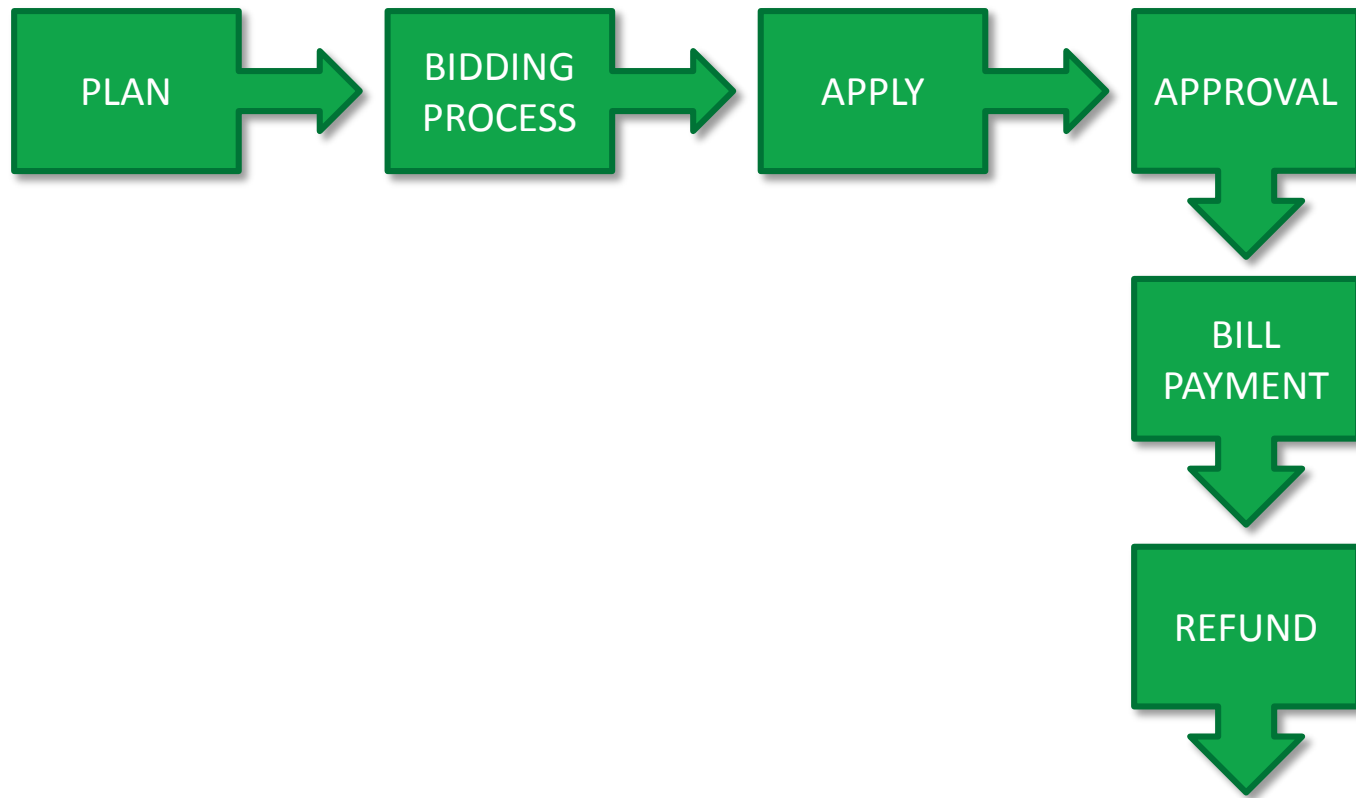 PLAN
BIDDING
PROCESS
APPLY
APPROVAL
BILL
PAYMENT
REFUND